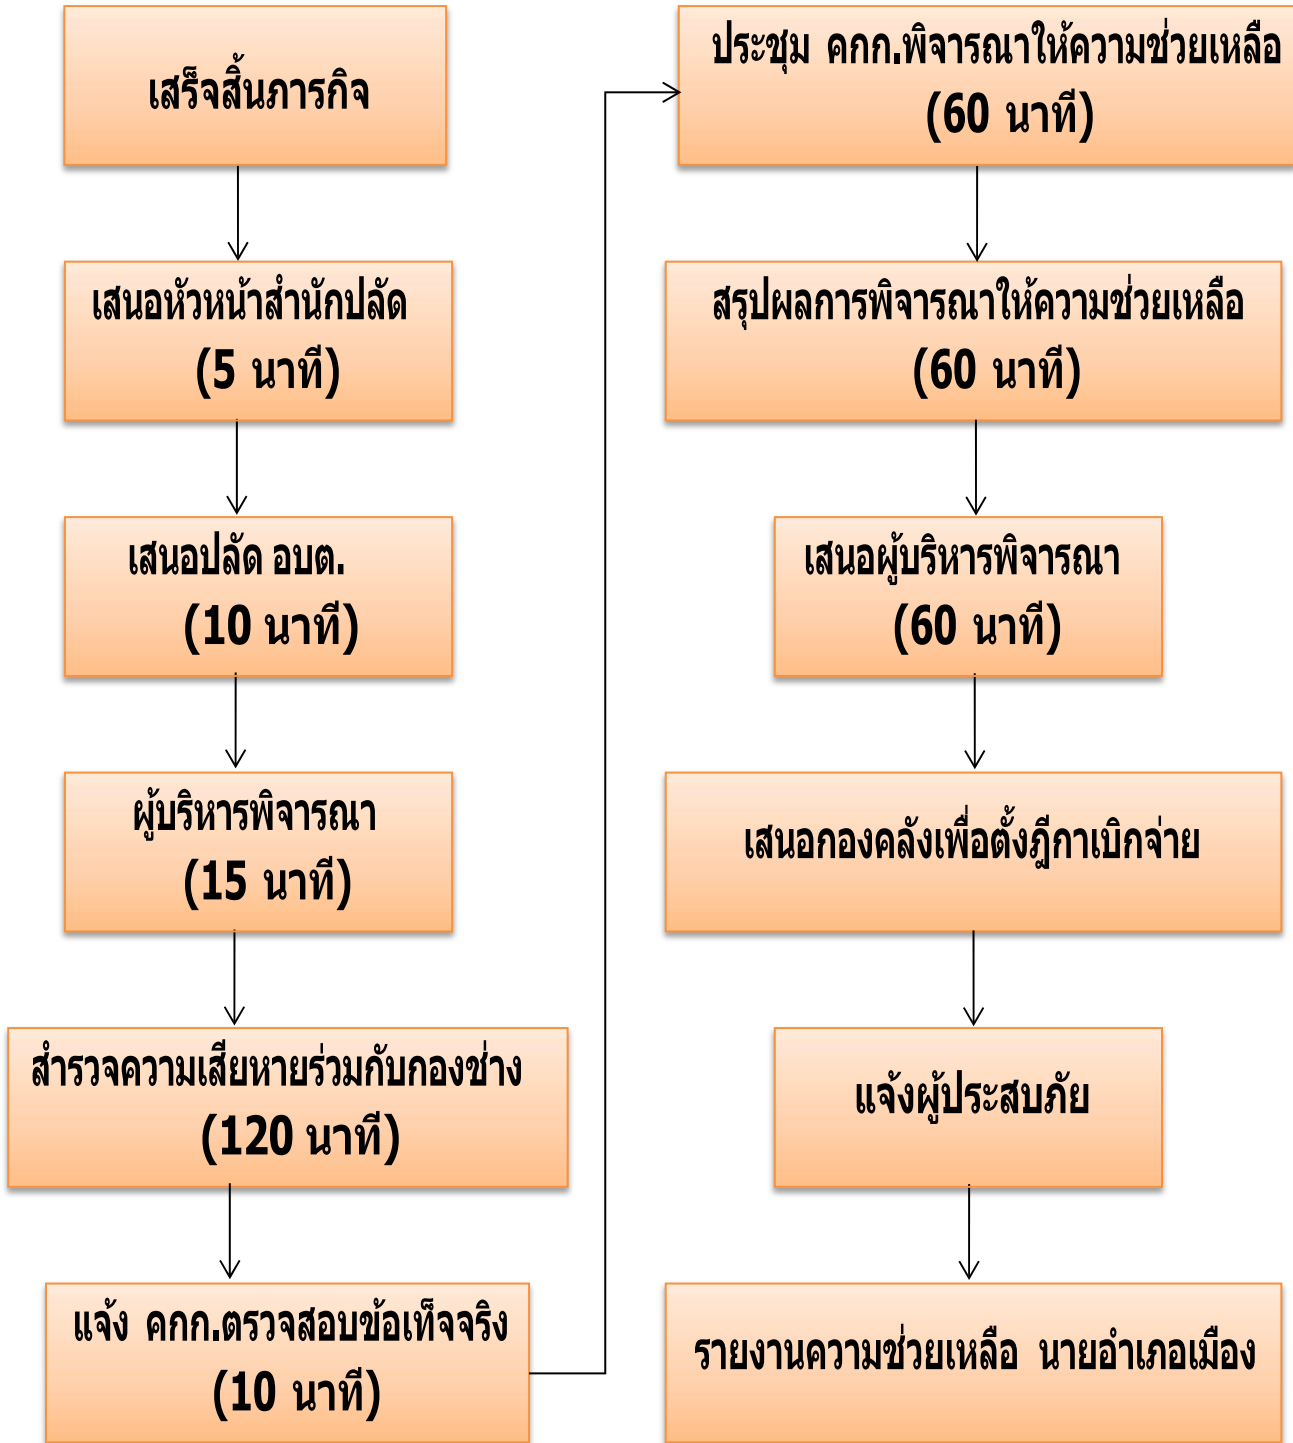 เสร็จสิ้นภารกิจ
เสนอหัวหน้าสำนักปลัด
(5 นาที)
เสนอปลัด อบต.
(10 นาที)
ผู้บริหารพิจารณา
(15 นาที)
สำรวจความเสียหายร่วมกับกองช่าง
(120 นาที)
แจ้ง คกก.ตรวจสอบข้อเท็จจริง
(10 นาที)
ประชุม คกก.พิจารณาให้ความช่วยเหลือ
(60 นาที)
สรุปผลการพิจารณาให้ความช่วยเหลือ
(60 นาที)
เสนอผู้บริหารพิจารณา
(60 นาที)
เสนอกองคลังเพื่อตั้งฎีกาเบิกจ่าย
แจ้งผู้ประสบภัย
รายงานความช่วยเหลือ นายอำเภอเมือง